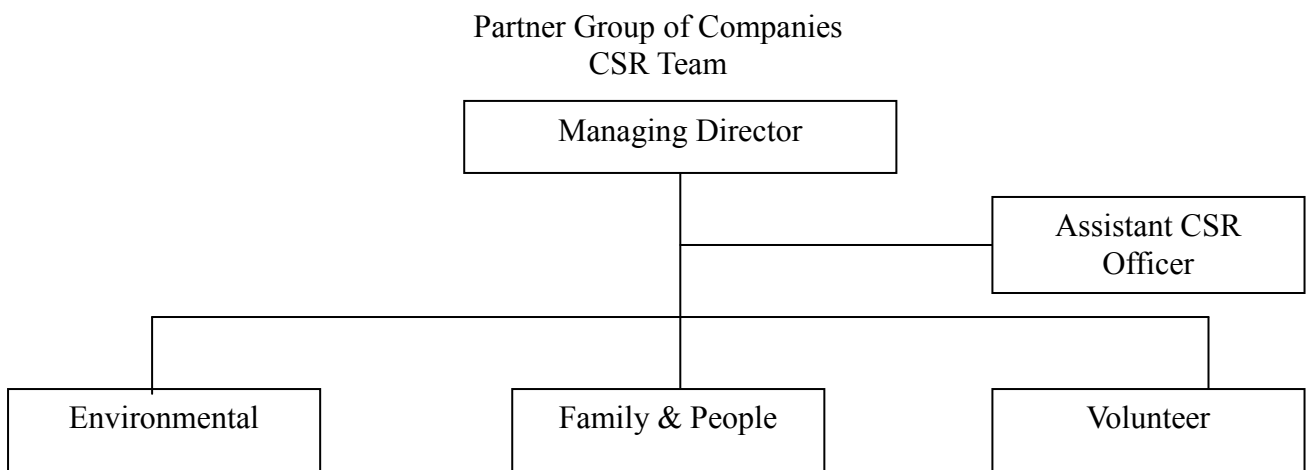 Partner Group of Companies
CSR Team
Managing Director
Assistant CSR
Officer
Environmental
Family & People
Volunteer